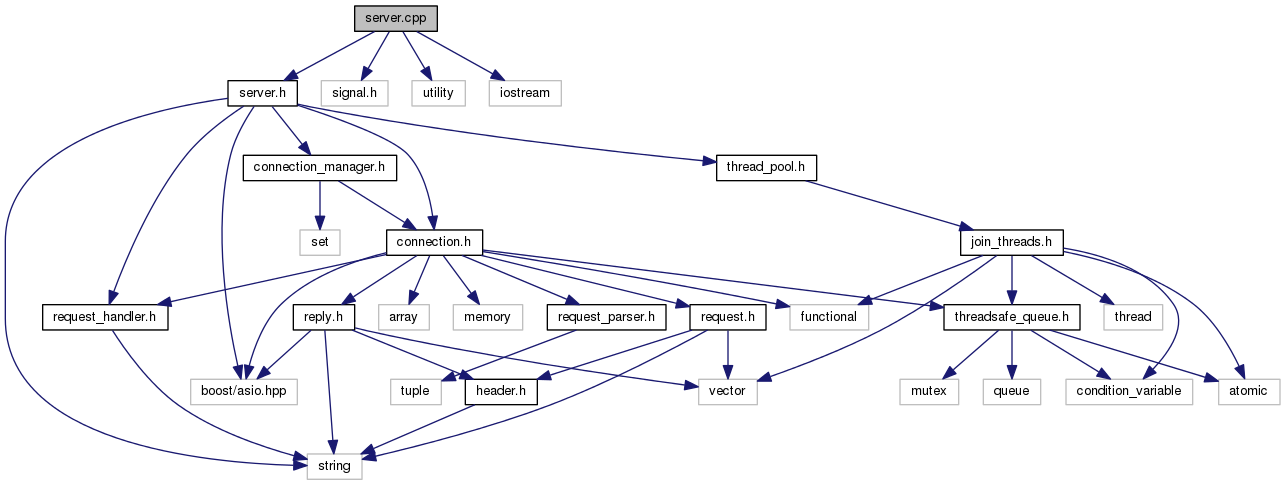 server.cpp
server.h
signal.h
utility
iostream
connection_manager.h
thread_pool.h
set
connection.h
join_threads.h
request_handler.h
reply.h
array
memory
request_parser.h
request.h
functional
threadsafe_queue.h
thread
boost/asio.hpp
tuple
header.h
vector
mutex
queue
condition_variable
atomic
string